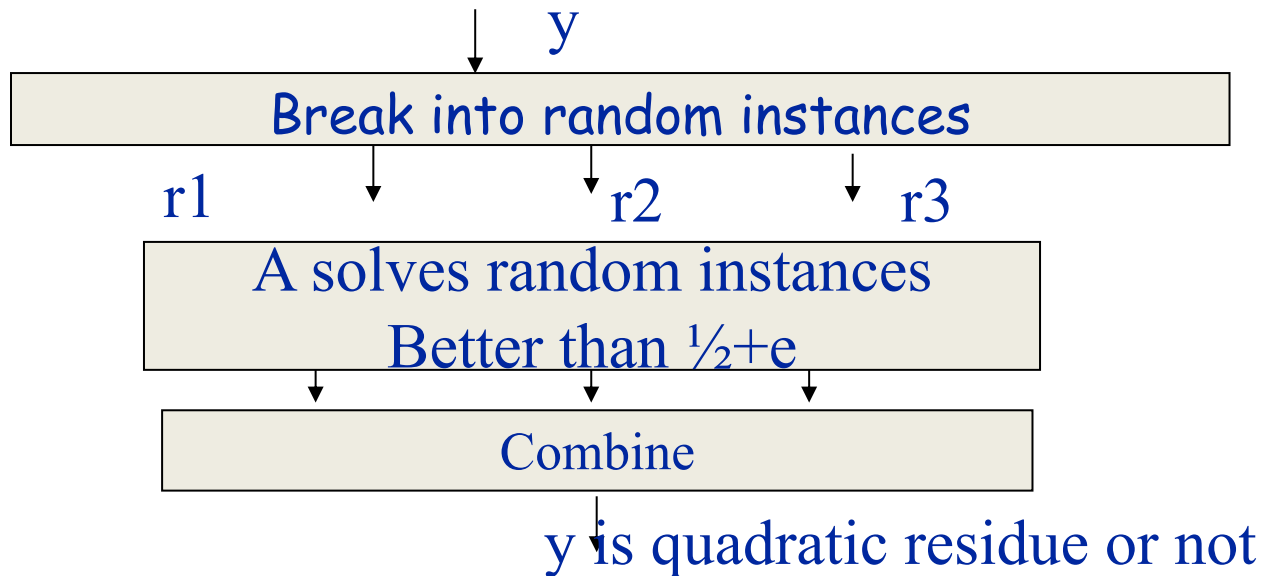 y
Break into random instances
r1
r2
r3
A solves random instances
Better than ½+e
Combine
y is quadratic residue or not